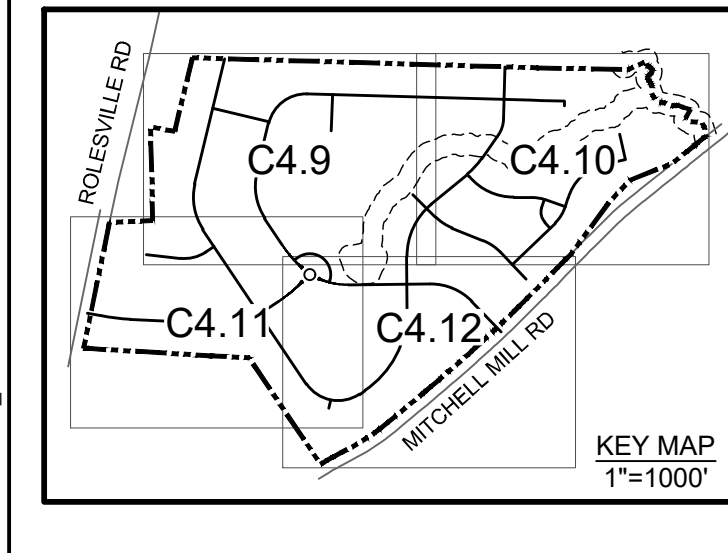 ROLESVILLE RD
C4.9
C4.10
C4.11
C4.12
MITCHELL MILL RD
KEY MAP
1"=1000'